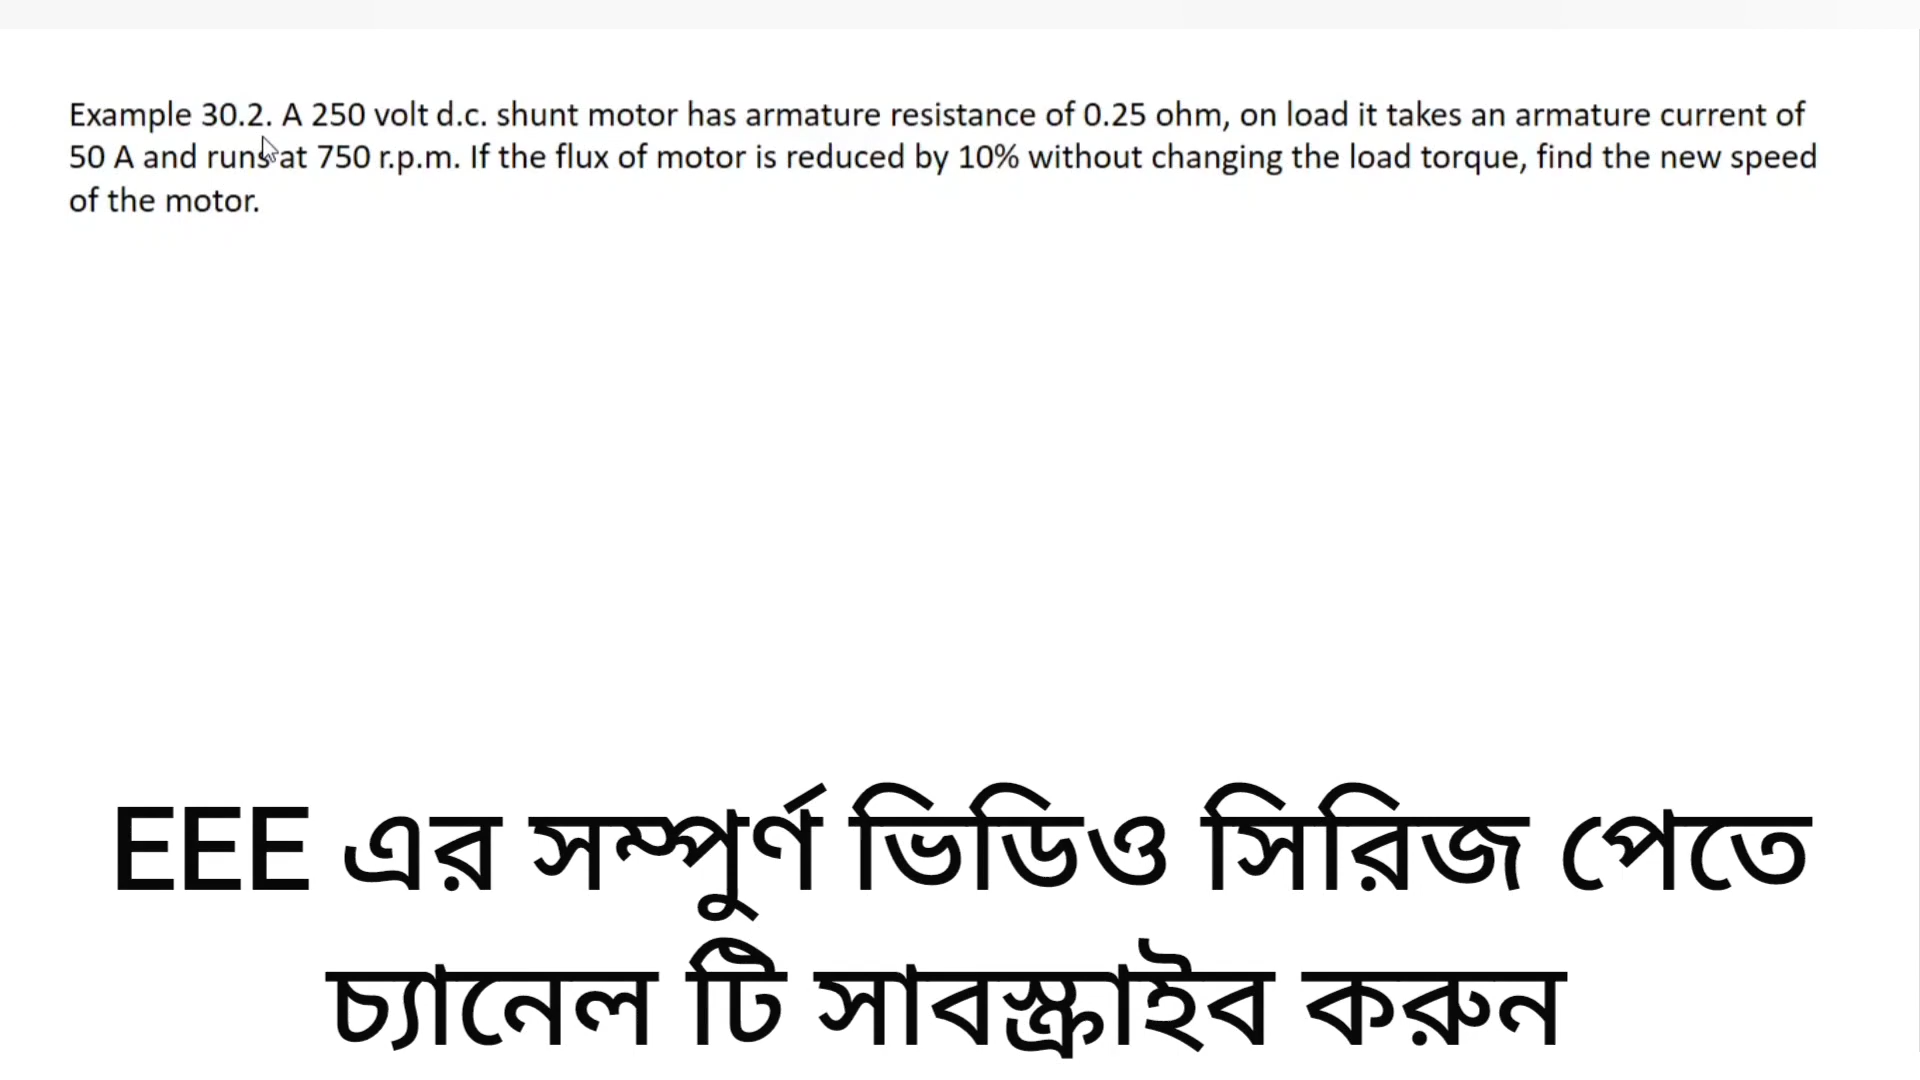 Example 30.2. A 250 volt d.c. shunt motor has armature resistance of 0.25 ohm, on load it takes an armature current of
50 A and runs at 750 r.p.m. If the flux of motor is reduced by 10% without changing the load torque, find the new speed
of the motor.
EEE এর সম্পুর্ণ ভিডিও সিরিজ পেতে
চ্যানেল টি সাবস্ক্রাইব করুন